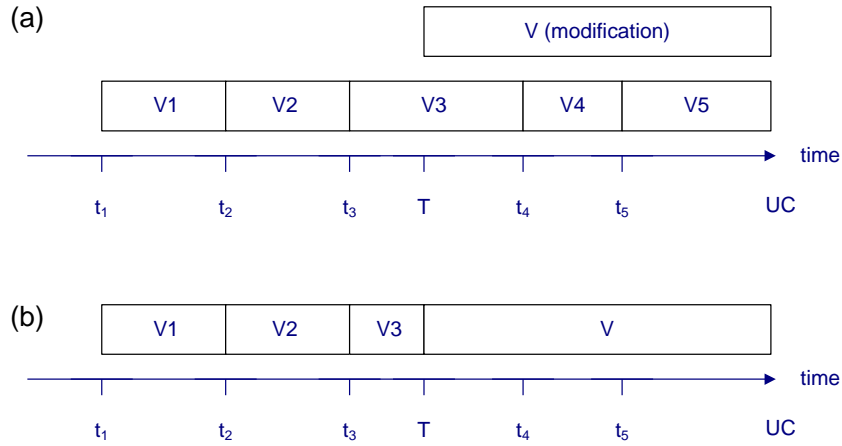 (a)
V (modification)
V1 V2 V3 V4 V5
time
t₁ t₂ t₃ T t₄ t₅ UC
(b)
V1 V2 V3 V
time
t₁ t₂ t₃ T t₄ t₅ UC